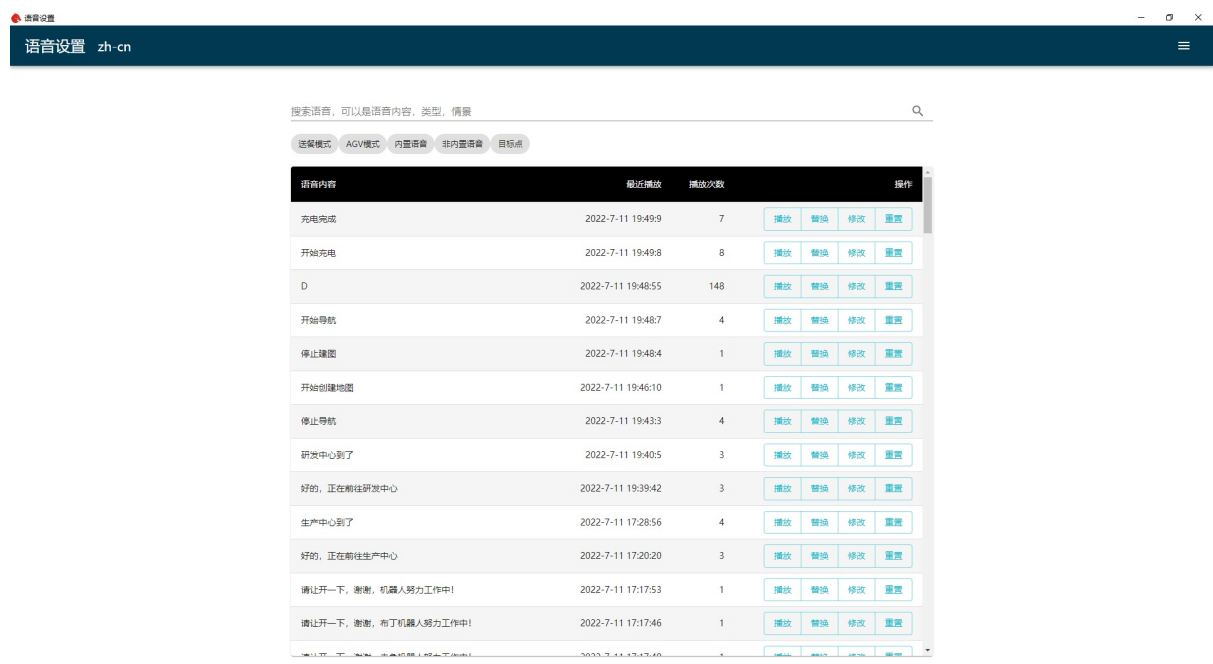 语音设置
语音设置 zh-cn
搜索语音，可以是语音内容，类型，情景
送餐模式 AGV模式 内置语音 非内置语音 目标点
语音内容 最近播放 播放次数 操作
充电完成 2022-7-11 19:49:9 7 播放 替换 修改 重置
开始充电 2022-7-11 19:49:8 8 播放 替换 修改 重置
D 2022-7-11 19:48:55 148 播放 替换 修改 重置
开始导航 2022-7-11 19:48:7 4 播放 替换 修改 重置
停止建图 2022-7-11 19:48:4 1 播放 替换 修改 重置
开始创建地图 2022-7-11 19:46:10 1 播放 替换 修改 重置
停止导航 2022-7-11 19:43:3 4 播放 替换 修改 重置
研发中心到了 2022-7-11 19:40:5 3 播放 替换 修改 重置
好的，正在前往研发中心 2022-7-11 19:39:42 3 播放 替换 修改 重置
生产中心到了 2022-7-11 17:28:56 4 播放 替换 修改 重置
好的，正在前往生产中心 2022-7-11 17:20:20 3 播放 替换 修改 重置
请让开一下，谢谢，机器人努力工作中！ 2022-7-11 17:17:53 1 播放 替换 修改 重置
请让开一下，谢谢，布丁机器人努力工作中！ 2022-7-11 17:17:46 1 播放 替换 修改 重置